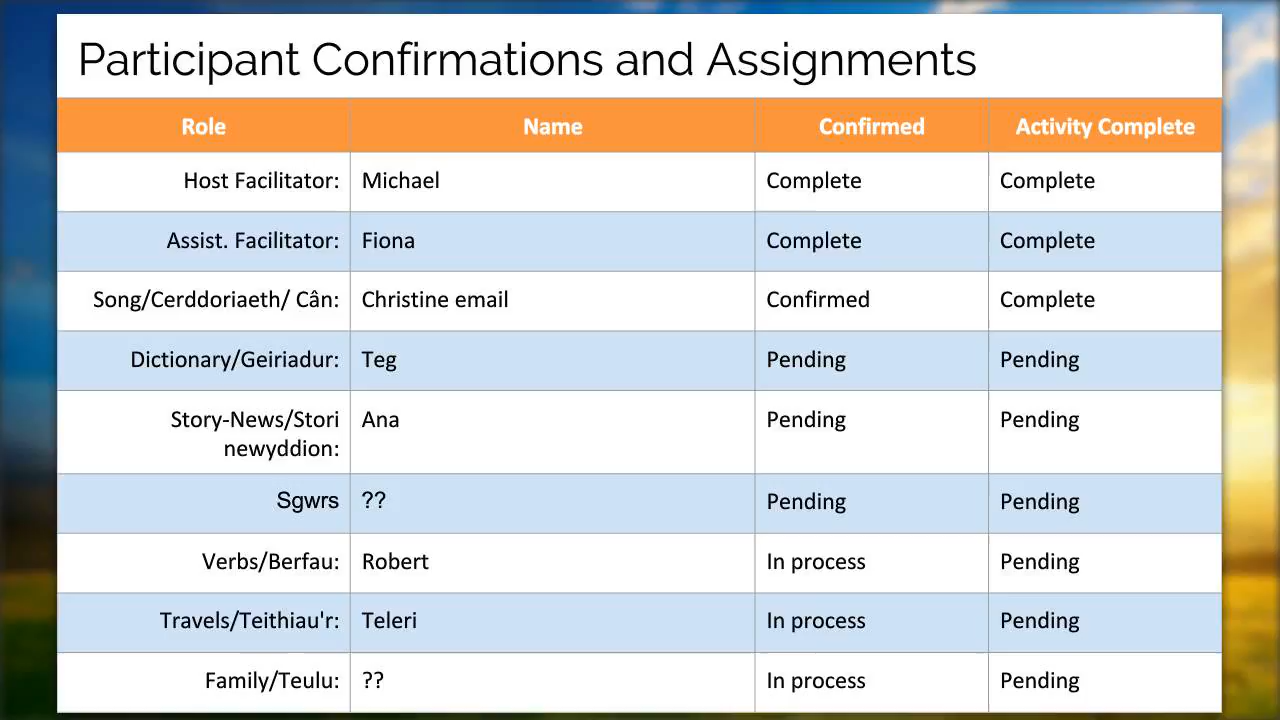 Participant Confirmations and Assignments
Role Name Confirmed Activity Complete
Host Facilitator: Michael Complete Complete
Assist. Facilitator: Fiona Complete Complete
Song/Cerddoriaeth/ Cân: Christine email Confirmed Complete
Dictionary/Geiriadur: Teg Pending Pending
Story-News/Stori Ana Pending Pending
newyddion:
Sgwrs ?? Pending Pending
Verbs/Berfau: Robert In process Pending
Travels/Teithiau'r: Teleri In process Pending
Family/Teulu: ?? In process Pending